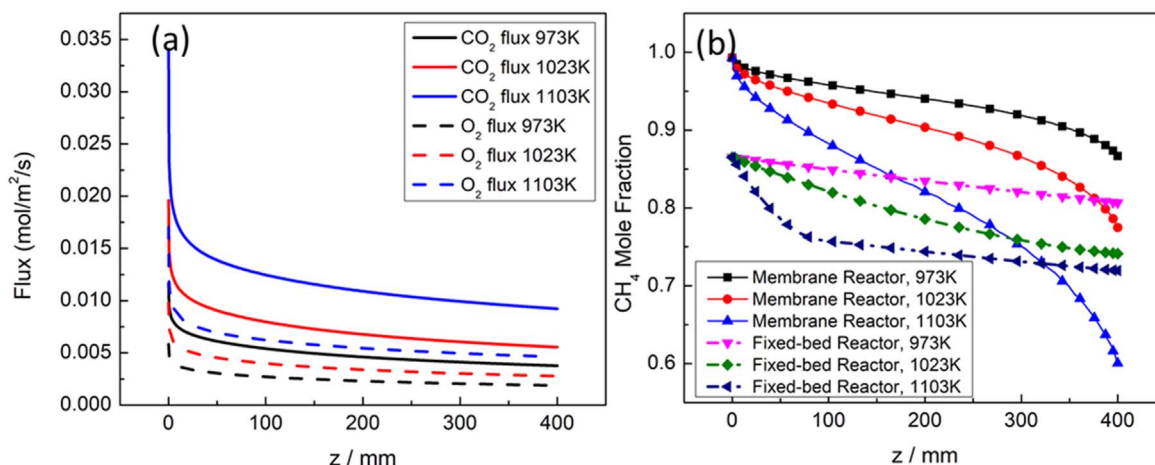 (a)
CO₂ flux 973K
CO₂ flux 1023K
CO₂ flux 1103K
O₂ flux 973K
O₂ flux 1023K
O₂ flux 1103K
Flux (mol/m²/s)
0.035
0.030
0.025
0.020
0.015
0.010
0.005
0.000
0
100
200
300
400
z / mm
(b)
CH₄ Mole Fraction
1.0
0.9
0.8
0.7
0.6
Membrane Reactor, 973K
Membrane Reactor, 1023K
Membrane Reactor, 1103K
Fixed-bed Reactor, 973K
Fixed-bed Reactor, 1023K
Fixed-bed Reactor, 1103K
0
100
200
300
400
z / mm